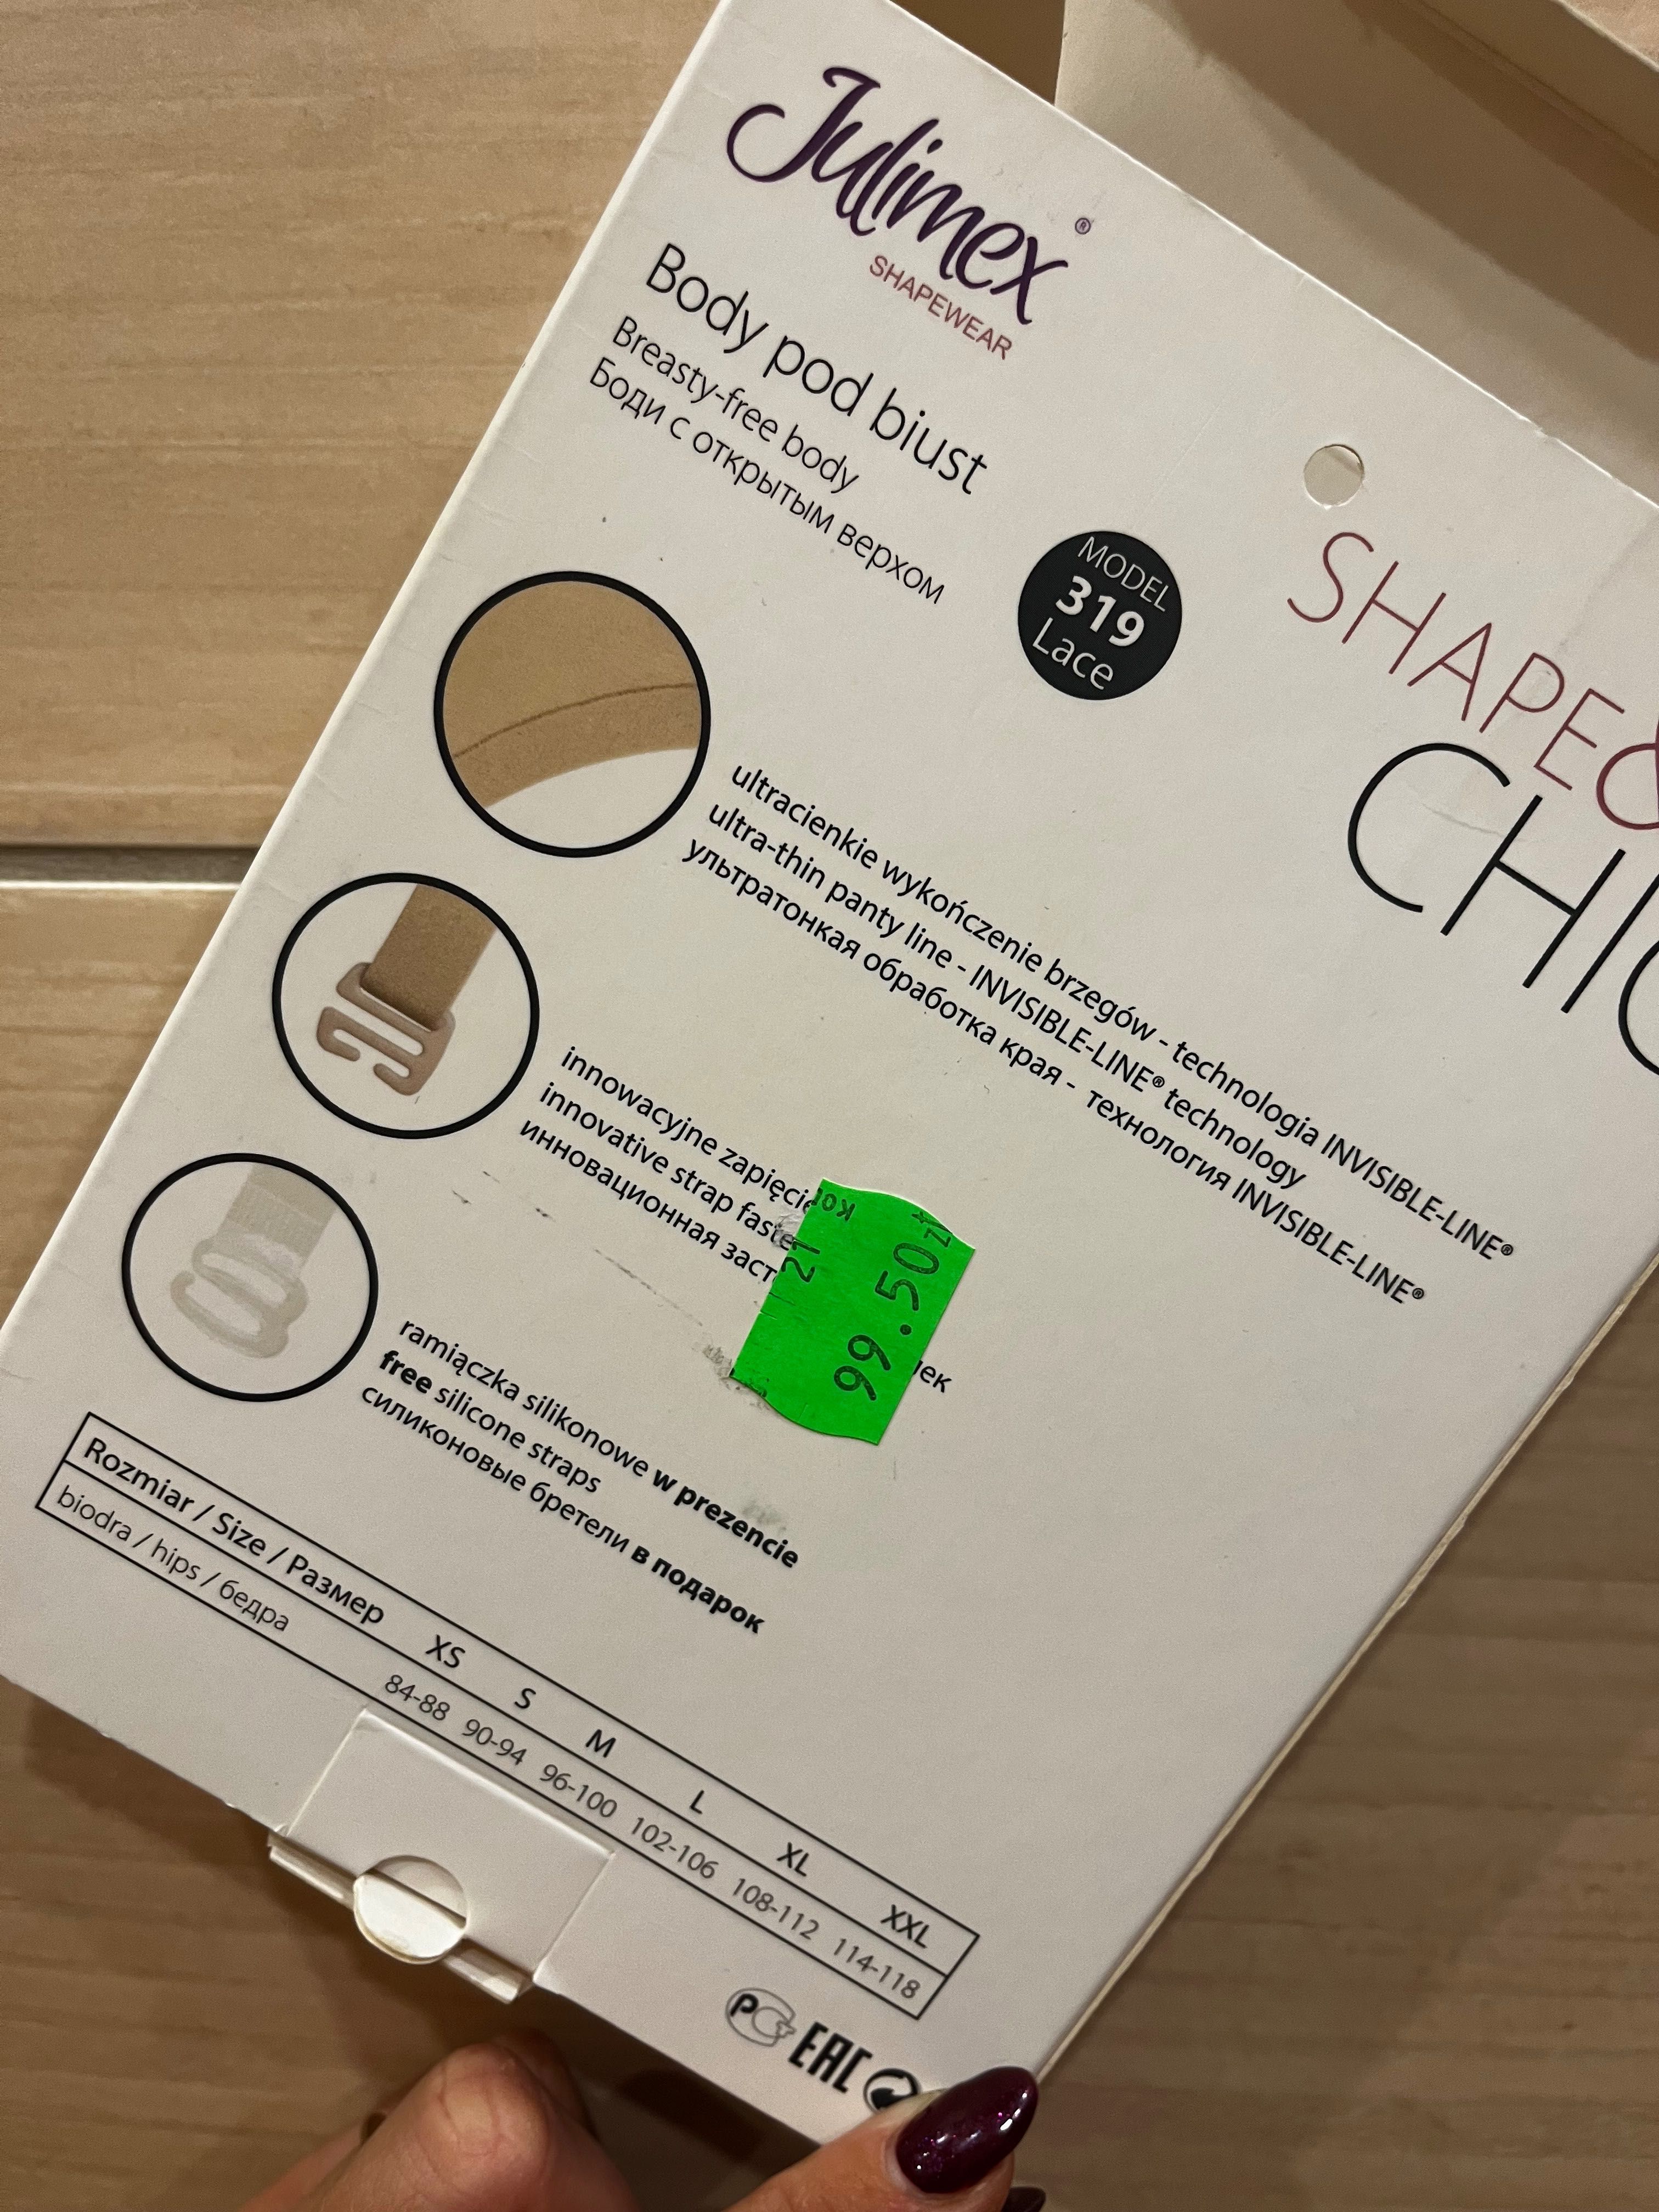 Julimex®
SHAPEWEAR
Body pod biust
Breasty-free body
Боди с открытым верхом
MODEL
319
Lace
SHAPE&
CHIC
ultracienkie wykończenie brzegów - technologia INVISIBLE-LINE®
ultra-thin panty line - INVISIBLE-LINE® technology
ультратонкая обработка края - технология INVISIBLE-LINE®
innowacyjne zapięcie
innovative strap
инновационная
99.50 zł
21
ramiączka silikonowe w prezencie
free silicone straps
силиконовые бретели в подарок
Rozmiar / Size / Размер XS S M L XL XXL
biodra / hips / бедра 84-88 90-94 96-100 102-106 108-112 114-118
EAC